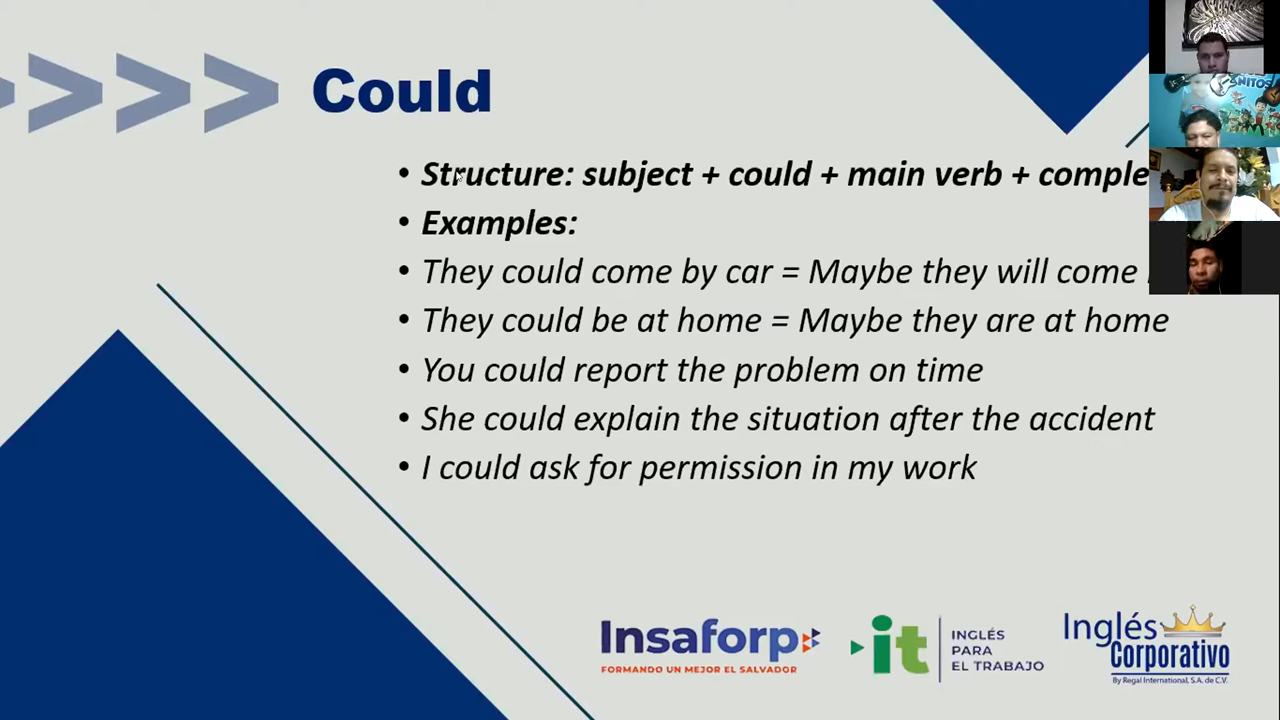 Could
• Structure: subject + could + main verb + comple
• Examples:
• They could come by car = Maybe they will come
• They could be at home = Maybe they are at home
• You could report the problem on time
• She could explain the situation after the accident
• I could ask for permission in my work
Insaforp
FORMANDO UN MEJOR EL SALVADOR
it
INGLÉS
PARA
EL TRABAJO
Inglés
Corporativo
By Regal International, S.A. de C.V.